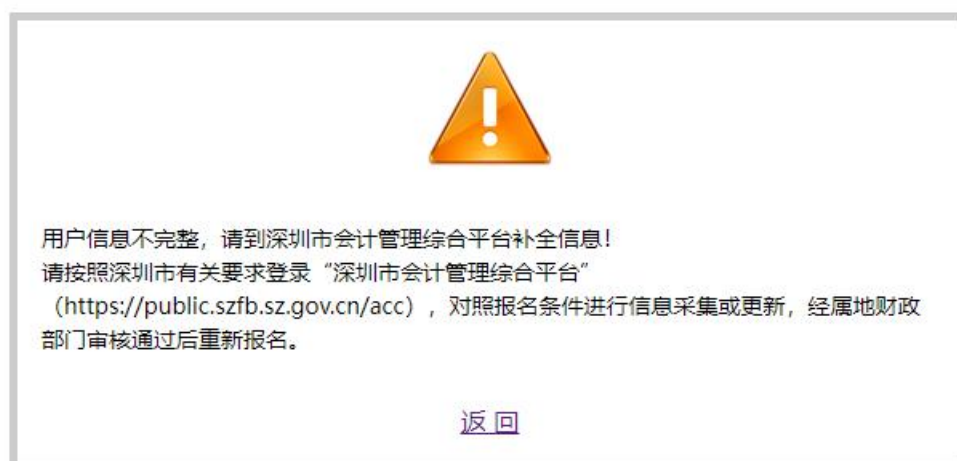 用户信息不完整，请到深圳市会计管理综合平台补全信息！
请按照深圳市有关要求登录“深圳市会计管理综合平台”
（https://public.szfb.sz.gov.cn/acc），对照报名条件进行信息采集或更新，经属地财政
部门审核通过后重新报名。
返 回